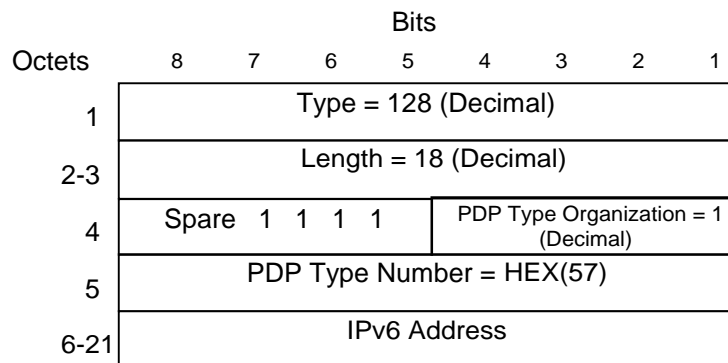 Bits
Octets 8 7 6 5 4 3 2 1
1 Type = 128 (Decimal)
2-3 Length = 18 (Decimal)
4 Spare 1 1 1 1 PDP Type Organization = 1
(Decimal)
5 PDP Type Number = HEX(57)
6-21 IPv6 Address